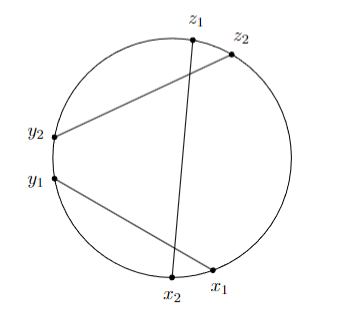 z₁
z₂
y₂
y₁
x₂
x₁